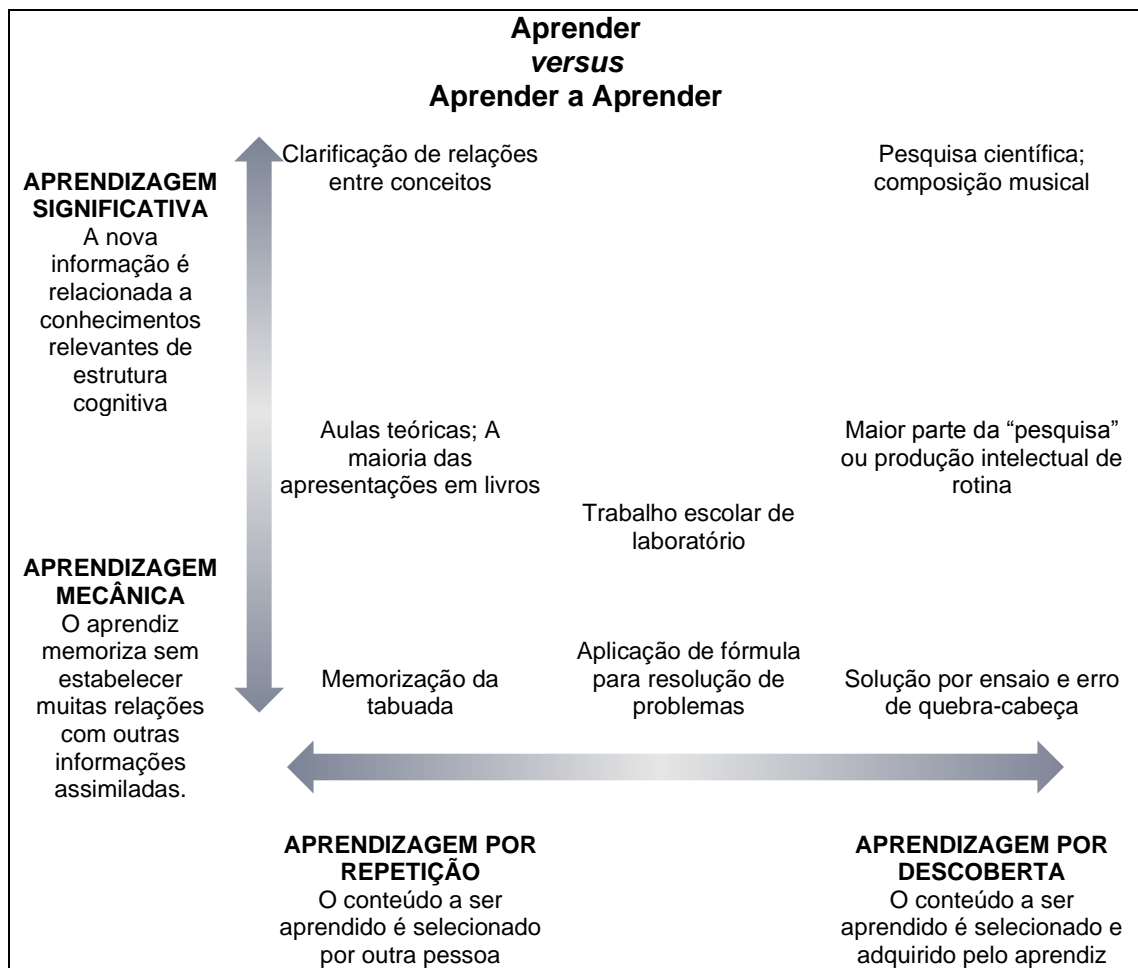 Aprender
versus
Aprender a Aprender
APRENDIZAGEM
SIGNIFICATIVA
A nova
informação é
relacionada a
conhecimentos
relevantes de
estrutura
cognitiva
APRENDIZAGEM
MECÂNICA
O aprendiz
memoriza sem
estabelecer
muitas relações
com outras
informações
assimiladas.
Clarificação de relações
entre conceitos
Pesquisa científica;
composição musical
Aulas teóricas; A
maioria das
apresentações em livros
Trabalho escolar de
laboratório
Maior parte da “pesquisa”
ou produção intelectual de
rotina
Memorização da
tabuada
Aplicação de fórmula
para resolução de
problemas
Solução por ensaio e erro
de quebra-cabeça
APRENDIZAGEM POR
REPETIÇÃO
O conteúdo a ser
aprendido é selecionado
por outra pessoa
APRENDIZAGEM POR
DESCOBERTA
O conteúdo a ser
aprendido é selecionado e
adquirido pelo aprendiz